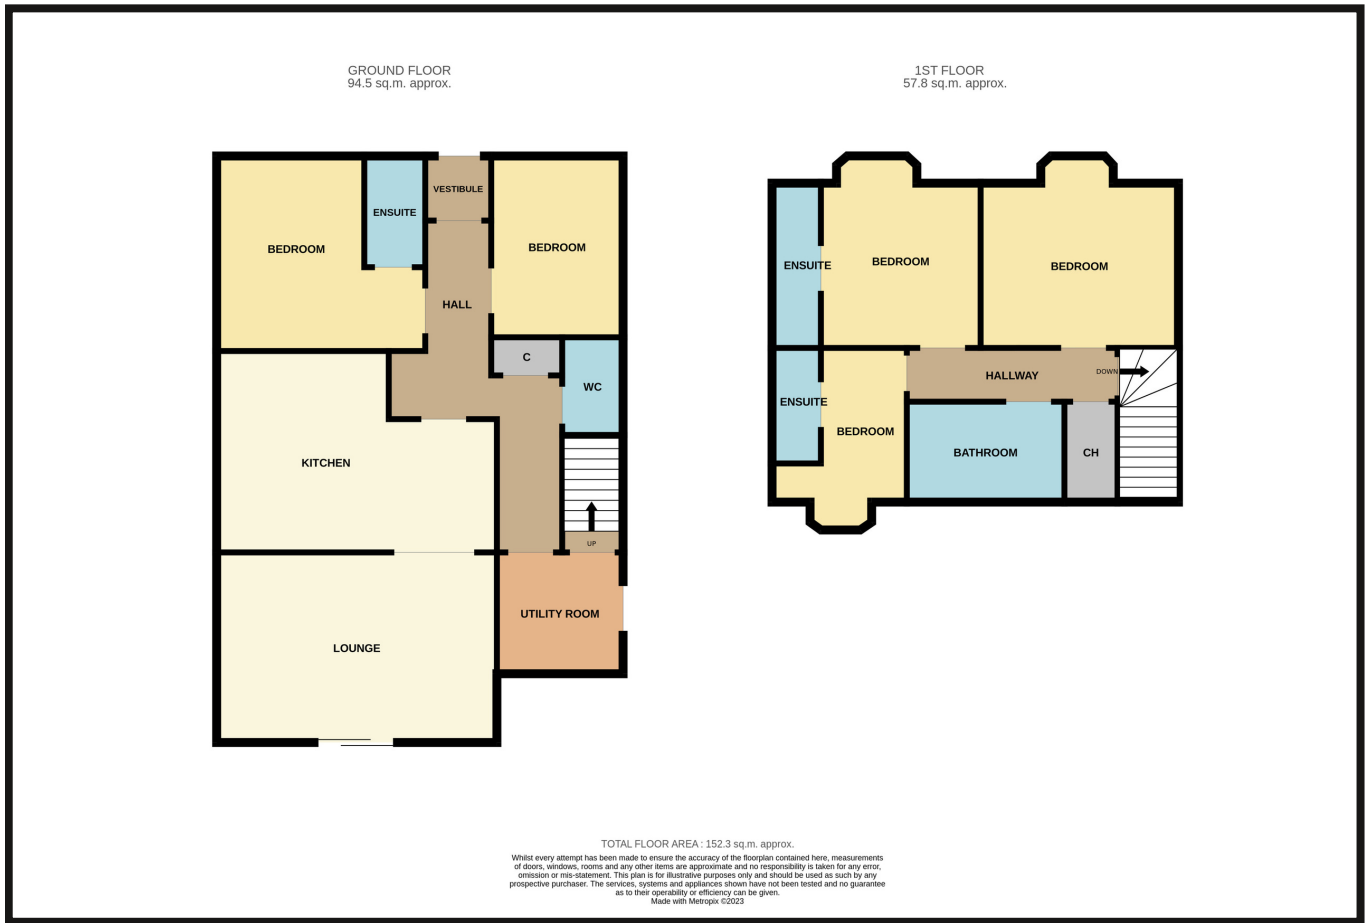 GROUND FLOOR
94.5 sq.m. approx.
1ST FLOOR
57.8 sq.m. approx.
VESTIBULE
ENSUITE
BEDROOM
BEDROOM
HALL
C
WC
KITCHEN
UP
UTILITY ROOM
LOUNGE
ENSUITE
BEDROOM
BEDROOM
DOWN
HALLWAY
ENSUITE
BEDROOM
BATHROOM
CH
TOTAL FLOOR AREA : 152.3 sq.m. approx.
Whilst every attempt has been made to ensure the accuracy of the floorplan contained here, measurements
of doors, windows, rooms and any other items are approximate and no responsibility is taken for any error,
omission or mis-statement. This plan is for illustrative purposes only and should be used as such by any
prospective purchaser. The services, systems and appliances shown have not been tested and no guarantee
as to their operability or efficiency can be given.
Made with Metropix ©2023